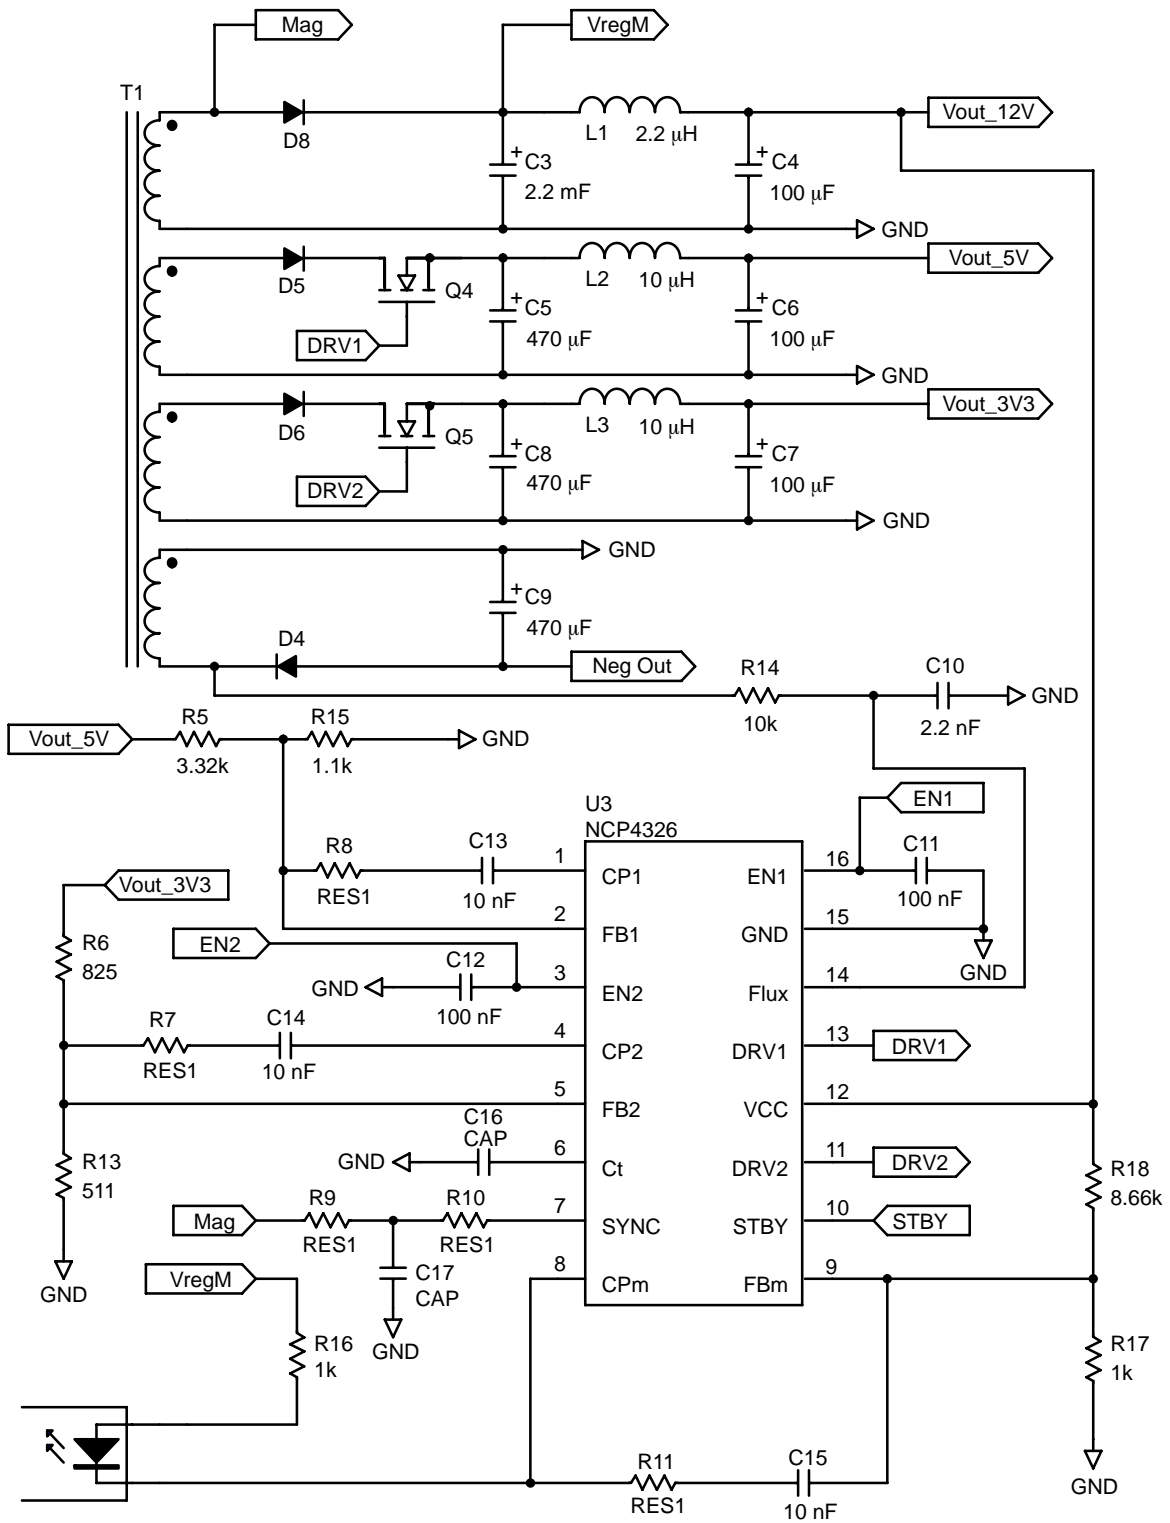 Mag
VregM
T1
D8
L1
2.2 μH
Vout_12V
+
C3
2.2 mF
+
C4
100 μF
GND
D5
Q4
DRV1
+
C5
470 μF
L2
10 μH
+
C6
100 μF
Vout_5V
GND
D6
Q5
DRV2
+
C8
470 μF
L3
10 μH
+
C7
100 μF
Vout_3V3
GND
GND
+
C9
470 μF
D4
Neg Out
R14
10k
C10
2.2 nF
GND
Vout_5V
R5
3.32k
R15
1.1k
GND
U3
NCP4326
EN1
R8
RES1
C13
10 nF
1
CP1
EN1
16
C11
100 nF
Vout_3V3
2
FB1
GND
15
GND
R6
825
EN2
GND
C12
100 nF
3
EN2
Flux
14
R7
RES1
C14
10 nF
4
CP2
DRV1
13
DRV1
5
FB2
VCC
12
R13
511
GND
C16
CAP
6
Ct
DRV2
11
DRV2
R18
8.66k
Mag
R9
RES1
R10
RES1
7
SYNC
STBY
10
STBY
GND
VregM
C17
CAP
GND
8
CPm
FBm
9
R16
1k
R17
1k
GND
R11
RES1
C15
10 nF